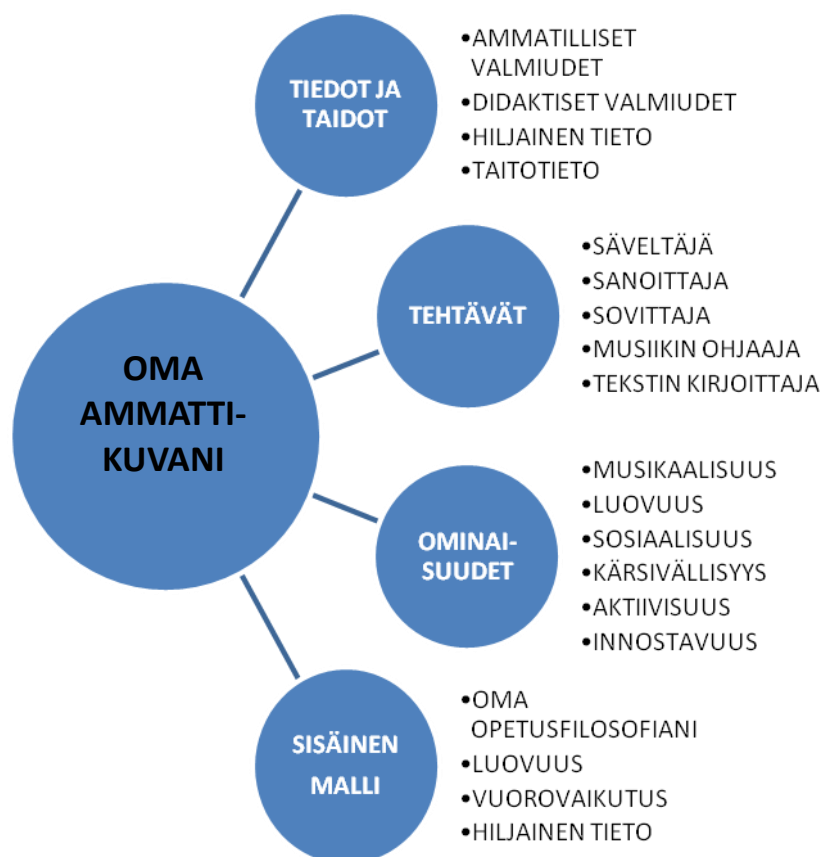 OMA
AMMATTI-
KUVANI
TIEDOT JA
TAIDOT
•AMMATILLISET
VALMIUDET
•DIDAKTISET VALMIUDET
•HILJAINEN TIETO
•TAITOTIETO
TEHTÄVÄT
•SÄVELTÄJÄ
•SANOITTAJA
•SOVITTAJA
•MUSIIKIN OHJAAJA
•TEKSTIN KIRJOITTAJA
OMINAI-
SUUDET
•MUSIKAALISUUS
•LUOVUUS
•SOSIAALISUUS
•KÄRSIVÄLLISYYS
•AKTIIVISUUS
•INNOSTAVUUS
SISÄINEN
MALLI
•OMA
OPETUSFILOSOFIANI
•LUOVUUS
•VUOROVAIKUTUS
•HILJAINEN TIETO